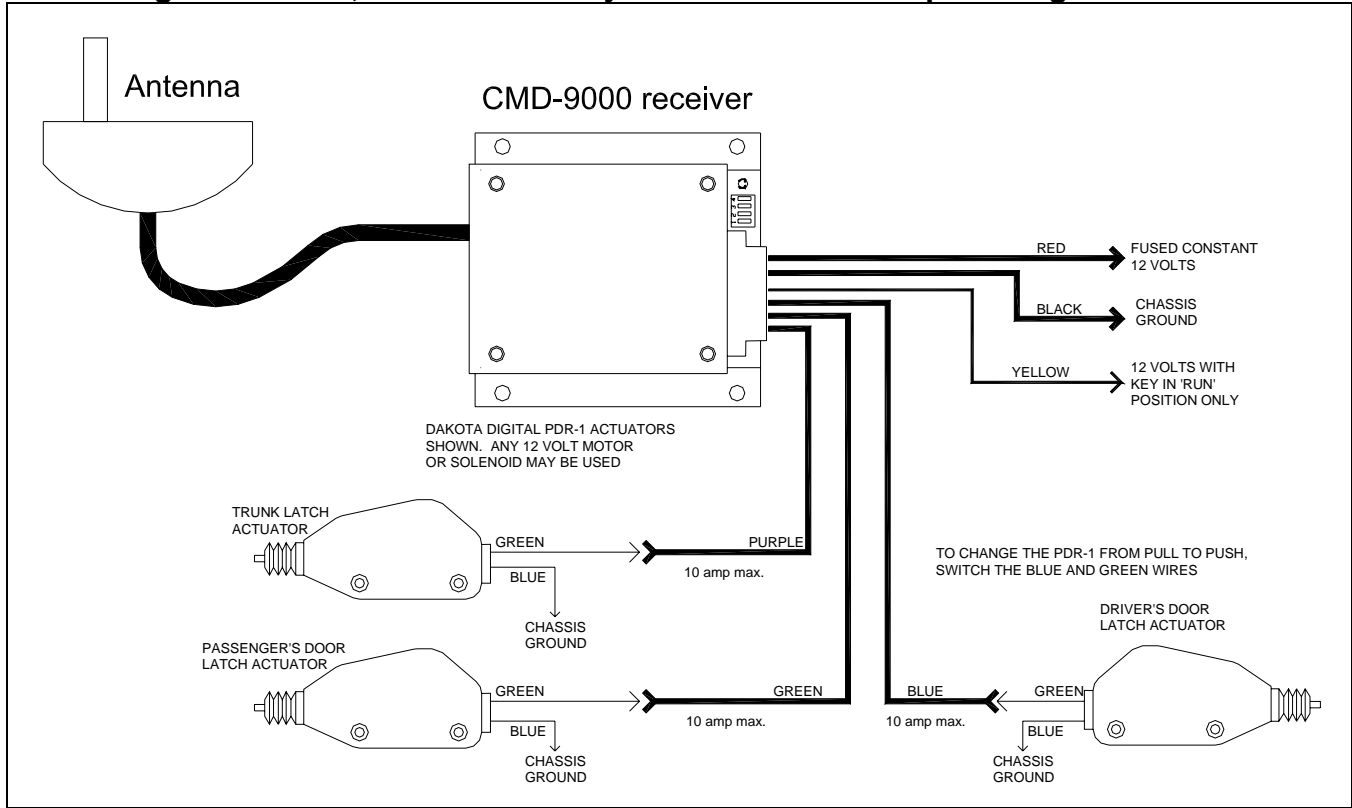 Antenna
CMD-9000 receiver
1 2 3 4
RED
FUSED CONSTANT
12 VOLTS
BLACK
CHASSIS
GROUND
YELLOW
12 VOLTS WITH
KEY IN 'RUN'
POSITION ONLY
DAKOTA DIGITAL PDR-1 ACTUATORS
SHOWN. ANY 12 VOLT MOTOR
OR SOLENOID MAY BE USED
TRUNK LATCH
ACTUATOR
GREEN
BLUE
CHASSIS
GROUND
PURPLE
10 amp max.
TO CHANGE THE PDR-1 FROM PULL TO PUSH,
SWITCH THE BLUE AND GREEN WIRES
PASSENGER'S DOOR
LATCH ACTUATOR
GREEN
BLUE
CHASSIS
GROUND
GREEN
10 amp max.
DRIVER'S DOOR
LATCH ACTUATOR
BLUE
10 amp max.
GREEN
BLUE
CHASSIS
GROUND